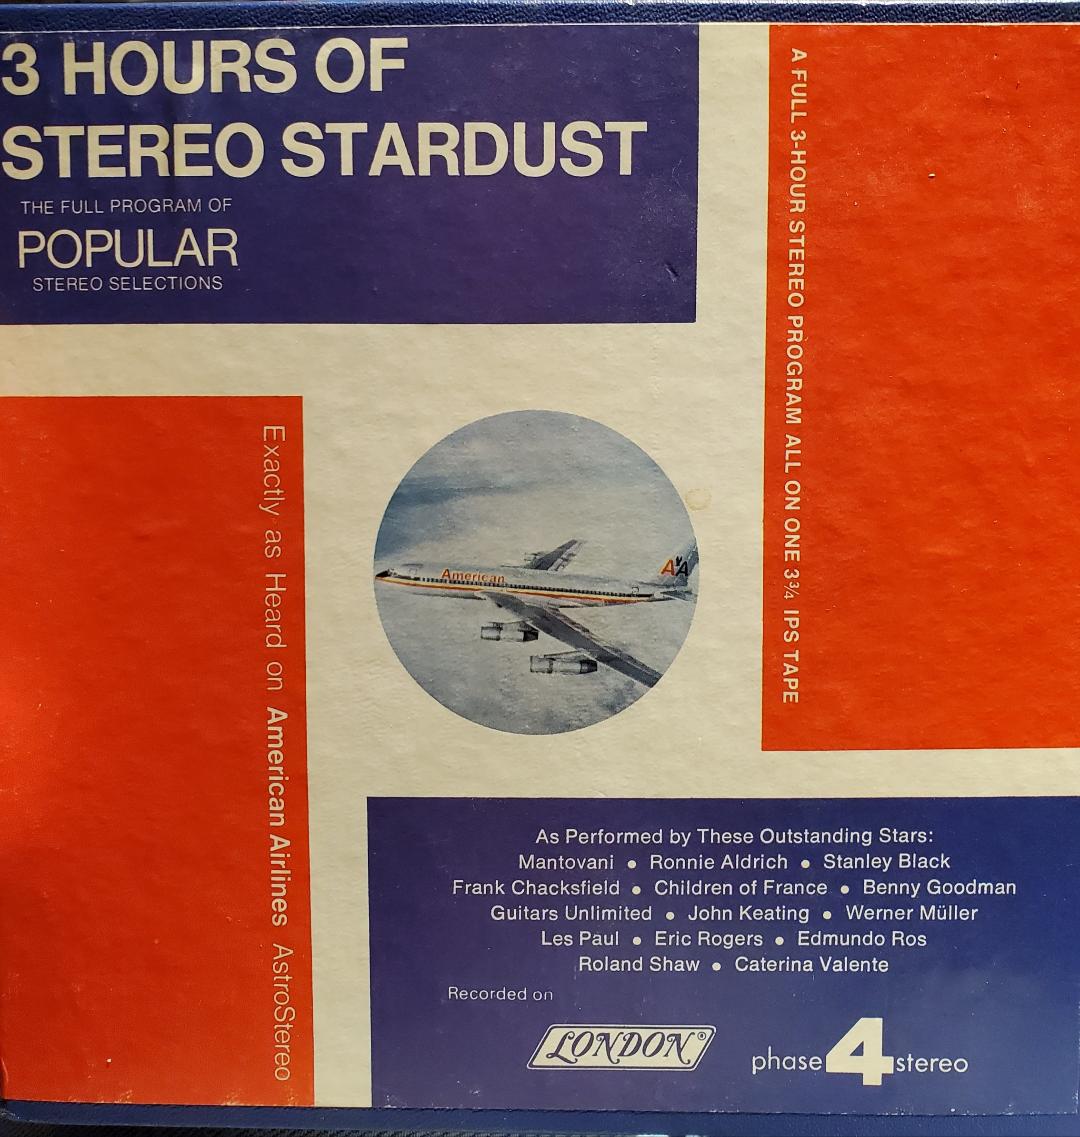 3 HOURS OF
STEREO STARDUST
THE FULL PROGRAM OF
POPULAR
STEREO SELECTIONS
A FULL 3-HOUR STEREO PROGRAM ALL ON ONE 3¾ IPS TAPE
Exactly as Heard on American Airlines AstroStereo
American
AA
As Performed by These Outstanding Stars:
Mantovani • Ronnie Aldrich • Stanley Black
Frank Chacksfield • Children of France • Benny Goodman
Guitars Unlimited • John Keating • Werner Müller
Les Paul • Eric Rogers • Edmundo Ros
Roland Shaw • Caterina Valente
Recorded on
LONDON®
phase 4 stereo